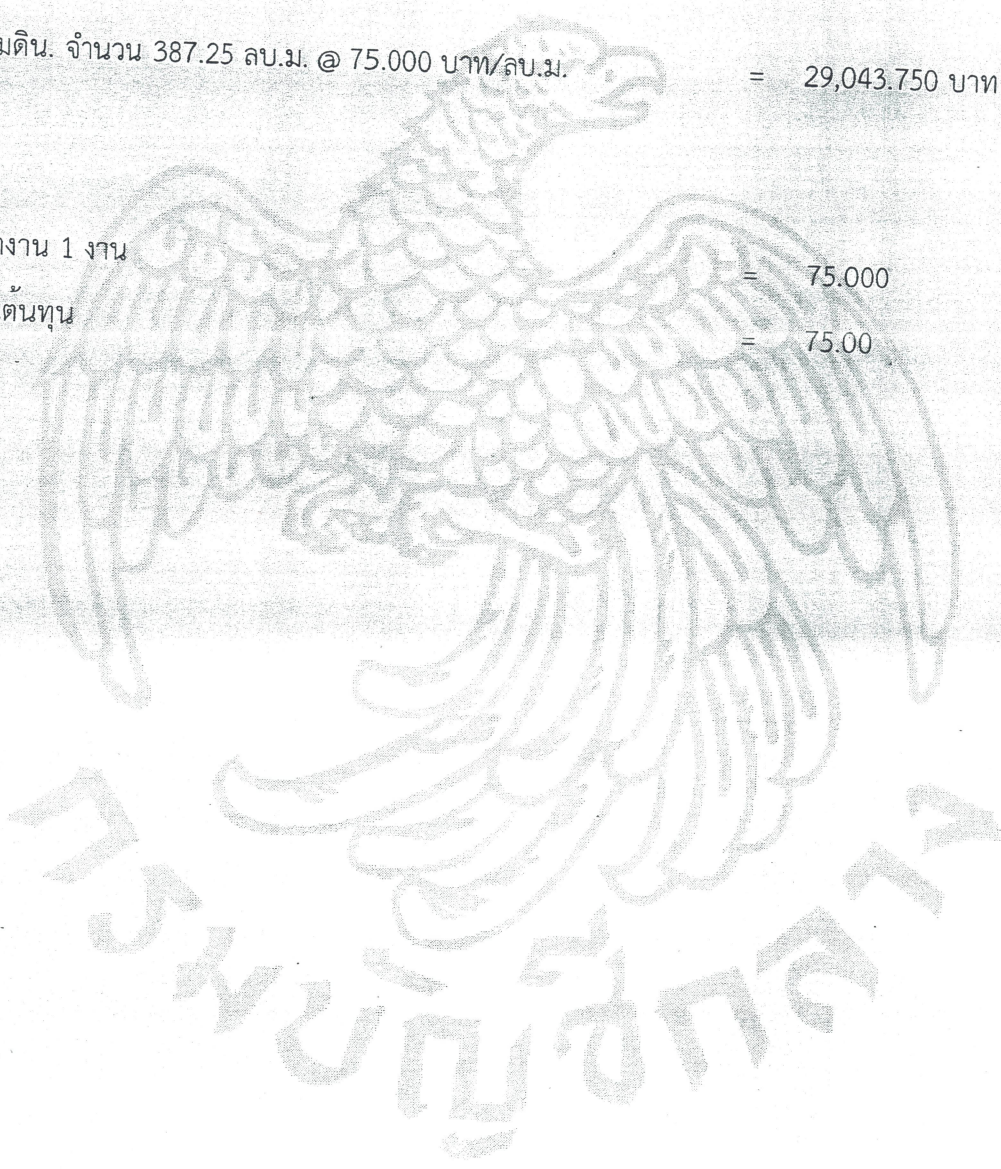 มดิน. จำนวน 387.25 ลบ.ม. @ 75.000 บาท/ลบ.ม. = 29,043.750 บาท
งาน 1 งาน = 75.000
ต้นทุน = 75.00
กรมบัญชีกลาง